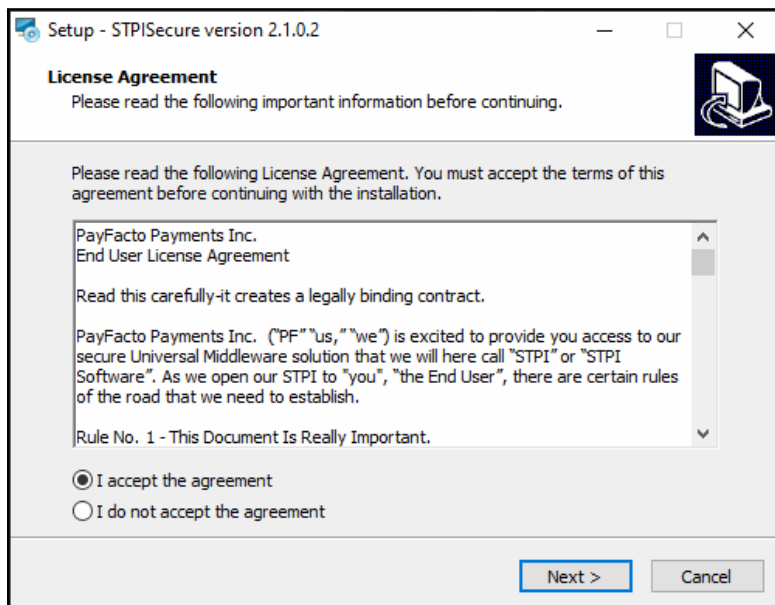 Setup - STPISecure version 2.1.0.2
License Agreement
Please read the following important information before continuing.
Please read the following License Agreement. You must accept the terms of this
agreement before continuing with the installation.
PayFacto Payments Inc.
End User License Agreement
Read this carefully-it creates a legally binding contract.
PayFacto Payments Inc.  (“PF” “us,” “we”) is excited to provide you access to our
secure Universal Middleware solution that we will here call “STPI” or “STPI
Software”. As we open our STPI to "you", “the End User”, there are certain rules
of the road that we need to establish.
Rule No. 1 - This Document Is Really Important.
I accept the agreement
I do not accept the agreement
Next >
Cancel